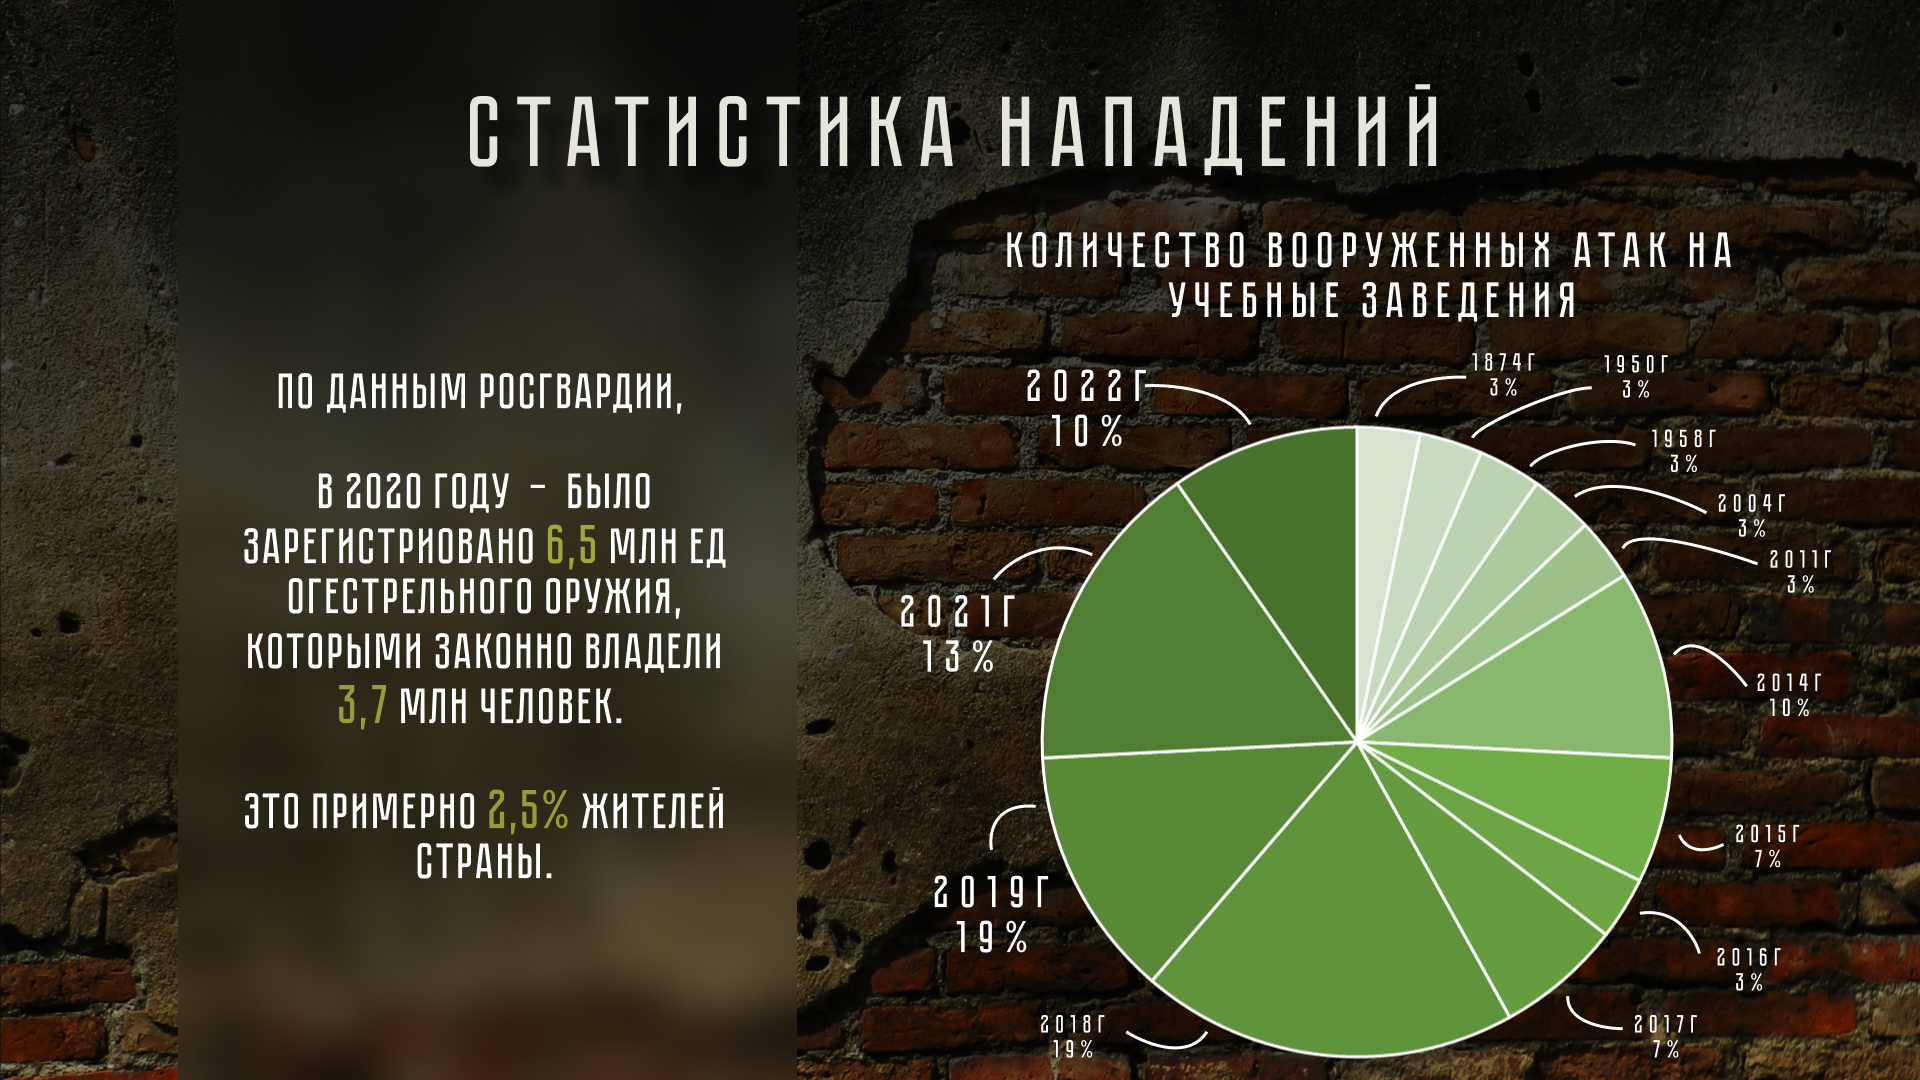 СТАТИСТИКА НАПАДЕНИЙ
ПО ДАННЫМ РОСГВАРДИИ,
В 2020 ГОДУ – БЫЛО
ЗАРЕГИСТРИОВАНО 6,5 МЛН ЕД
ОГЕСТРЕЛЬНОГО ОРУЖИЯ,
КОТОРЫМИ ЗАКОННО ВЛАДЕЛИ
3,7 МЛН ЧЕЛОВЕК.
ЭТО ПРИМЕРНО 2,5% ЖИТЕЛЕЙ
СТРАНЫ.
КОЛИЧЕСТВО ВООРУЖЕННЫХ АТАК НА
УЧЕБНЫЕ ЗАВЕДЕНИЯ
1874Г
3%
1950Г
3%
1958Г
3%
2004Г
3%
2011Г
3%
2014Г
10%
2015Г
7%
2016Г
3%
2017Г
7%
2018Г
19%
2019Г
19%
2021Г
13%
2022Г
10%